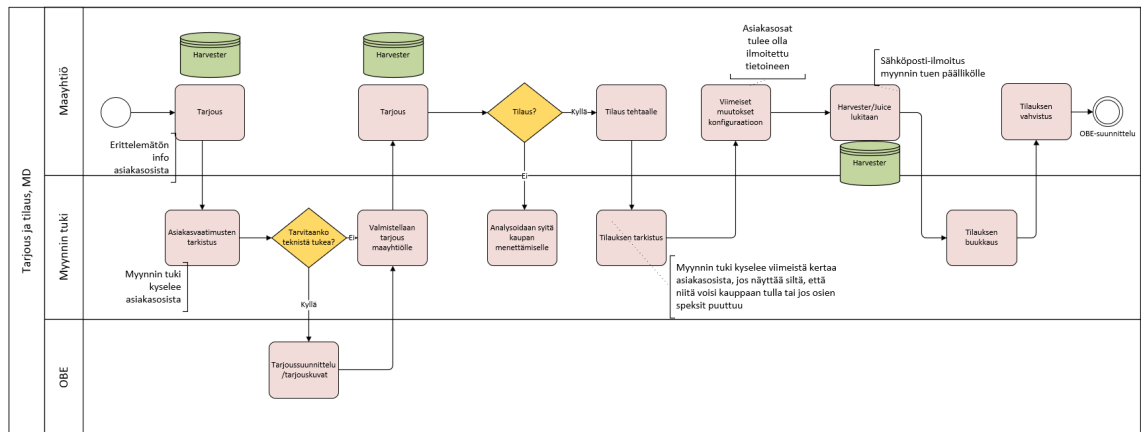 Tarjous ja tilaus, MD
Maayhtiö
Harvester
Harvester
Asiakasosat
tulee olla
ilmoitettu
tietoineen
Sähköposti-ilmoitus
myynnin tuen päällikölle
Tarjous
Tarjous
Tilaus?
Kyllä
Tilaus tehtaalle
Viimeiset
muutokset
konfiguraatioon
Harvester/Juice
lukitaan
Tilauksen
vahvistus
OBE-suunnittelu
Erittelemätön
info
asiakasosista
Harvester
Ei
Myynnin tuki
Asiakasvaatimusten
tarkistus
Tarvitaanko
teknistä tukea?
Ei
Valmistellaan
tarjous
maayhtiölle
Analysoidaan syitä
kaupan
menettämiselle
Tilauksen tarkistus
Tilauksen
buukkaus
Myynnin tuki
kyselee
asiakasosista
Myynnin tuki kyselee viimeistä kertaa
asiakasosista, jos näyttää siltä, että
niitä voisi kauppaan tulla tai jos osien
speksit puuttuu
Kyllä
OBE
Tarjoussuunnittelu
/tarjouskuvat